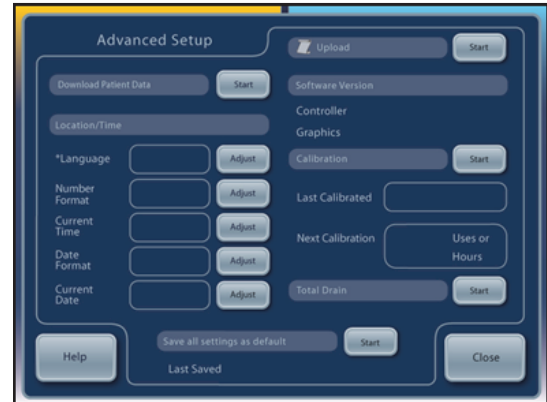 Advanced Setup
Upload
Start
Download Patient Data
Start
Software Version
Location/Time
Controller
Graphics
*Language
Adjust
Calibration
Start
Number
Format
Adjust
Last Calibrated
Current
Time
Adjust
Next Calibration
Uses or
Hours
Date
Format
Adjust
Current
Date
Adjust
Total Drain
Start
Save all settings as default
Start
Last Saved
Help
Close